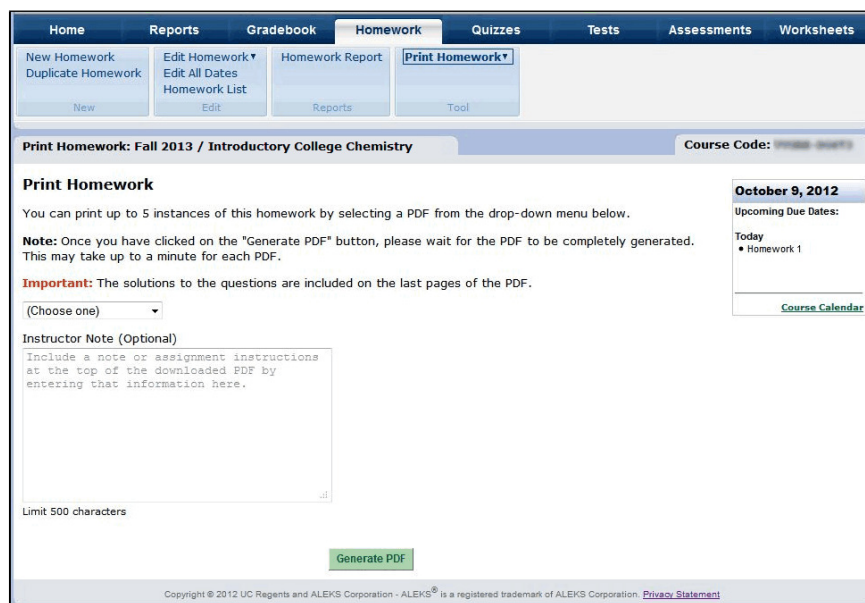 Home Reports Gradebook Homework Quizzes Tests Assessments Worksheets
New Homework
Duplicate Homework
New
Edit Homework▾
Edit All Dates
Homework List
Edit
Homework Report
Reports
Print Homework▾
Tool
Print Homework: Fall 2013 / Introductory College Chemistry
Course Code:
Print Homework
You can print up to 5 instances of this homework by selecting a PDF from the drop-down menu below.
Note: Once you have clicked on the "Generate PDF" button, please wait for the PDF to be completely generated.
This may take up to a minute for each PDF.
Important: The solutions to the questions are included on the last pages of the PDF.
(Choose one)
Instructor Note (Optional)
Include a note or assignment instructions
at the top of the downloaded PDF by
entering that information here.
Limit 500 characters
Generate PDF
October 9, 2012
Upcoming Due Dates:
Today
• Homework 1
Course Calendar
Copyright © 2012 UC Regents and ALEKS Corporation - ALEKS® is a registered trademark of ALEKS Corporation. Privacy Statement